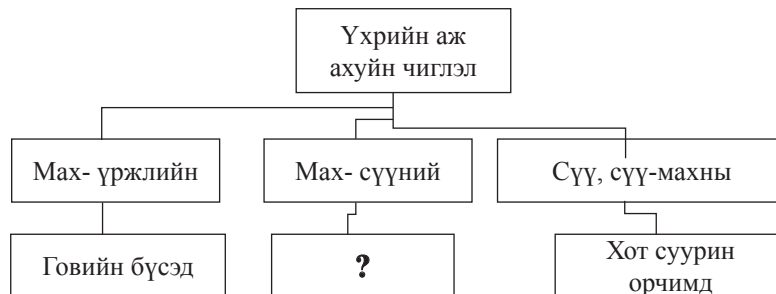 Үхрийн аж
ахуйн чиглэл
Мах- үржлийн
Мах- сүүний
Сүү, сүү-махны
Говийн бүсэд
?
Хот суурин
орчимд